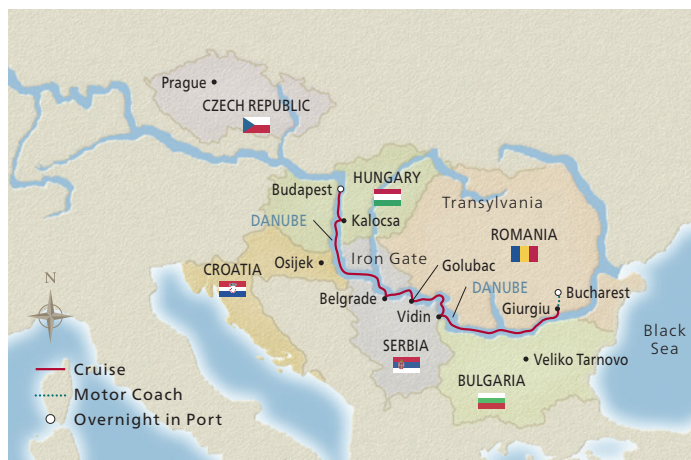 Prague
CZECH REPUBLIC
HUNGARY
Budapest
Transylvania
DANUBE
Kalocsa
ROMANIA
Osijek
Iron Gate
Golubac
CROATIA
DANUBE
Bucharest
Belgrade
Giurgiu
Vidin
Black
Sea
SERBIA
Veliko Tarnovo
BULGARIA
N
Cruise
Motor Coach
Overnight in Port